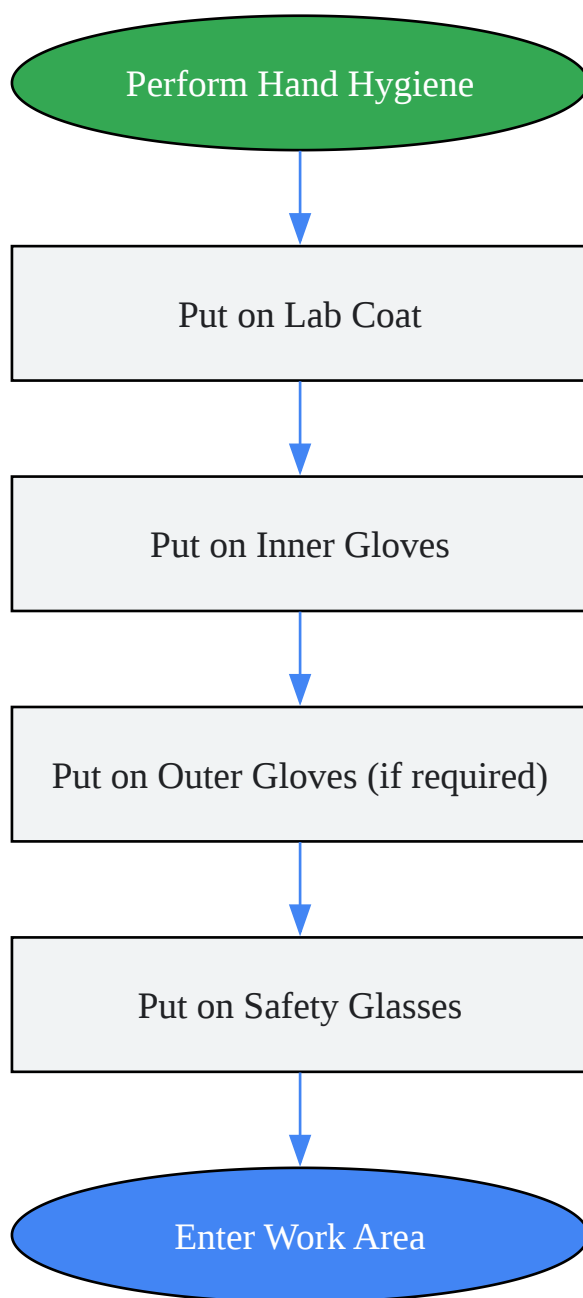 Perform Hand Hygiene
Put on Lab Coat
Put on Inner Gloves
Put on Outer Gloves (if required)
Put on Safety Glasses
Enter Work Area